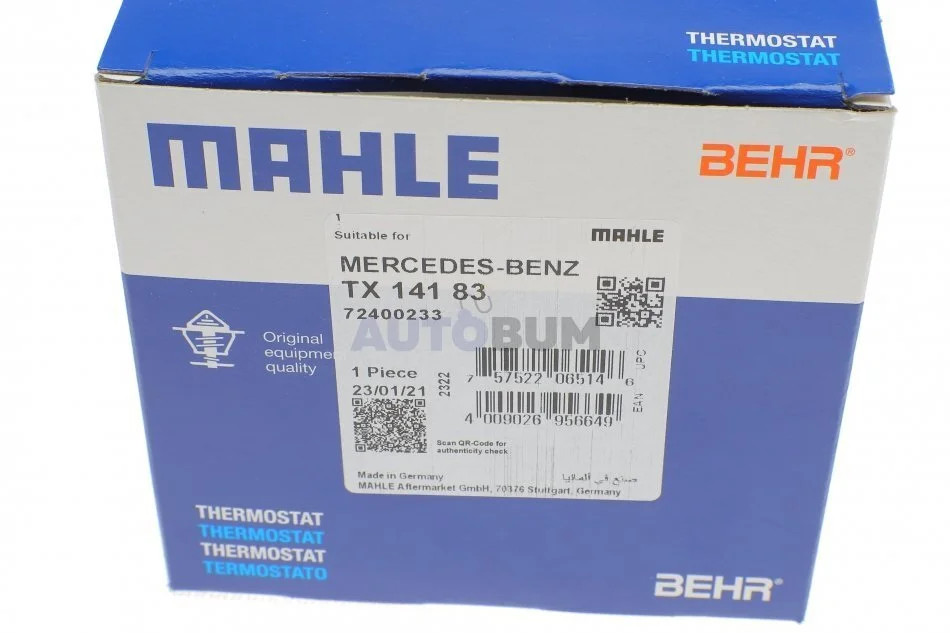 THERMOSTAT
THERMOSTAT
MAHLE
BEHR®
1
Suitable for
MAHLE
MERCEDES-BENZ
TX 141 83
72400233
AUTOBUM
Original
equipment
quality
1 Piece
23/01/21
2322
7 57522 06514 6
UPC
4 009026 956649
EAN
Scan QR-Code for
authenticity check
Made in Germany
صنع في ألمانيا
MAHLE Aftermarket GmbH, 70376 Stuttgart, Germany
THERMOSTAT
THERMOSTAT
THERMOSTAT
TERMOSTATO
BEHR®